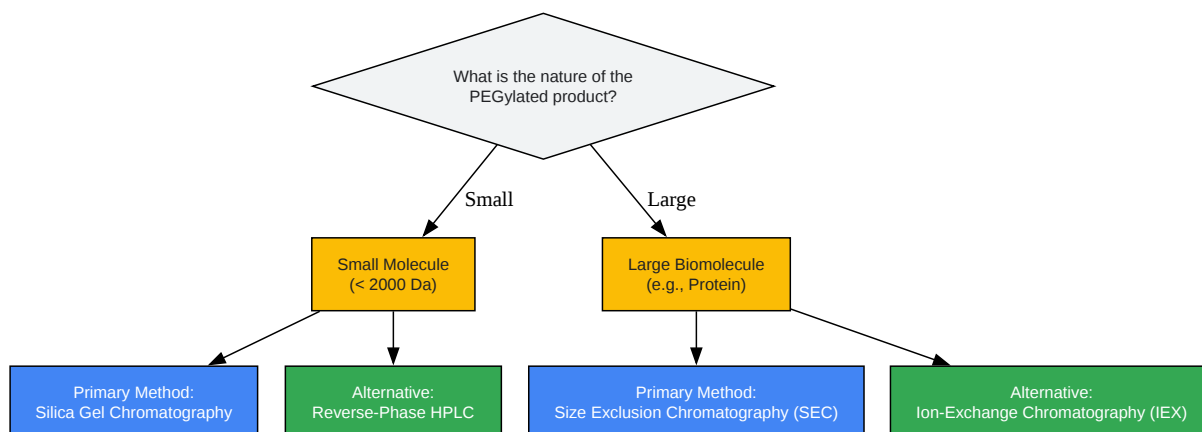 What is the nature of the
PEGylated product?
Small
Large
Small Molecule
(< 2000 Da)
Large Biomolecule
(e.g., Protein)
Primary Method:
Silica Gel Chromatography
Alternative:
Reverse-Phase HPLC
Primary Method:
Size Exclusion Chromatography (SEC)
Alternative:
Ion-Exchange Chromatography (IEX)